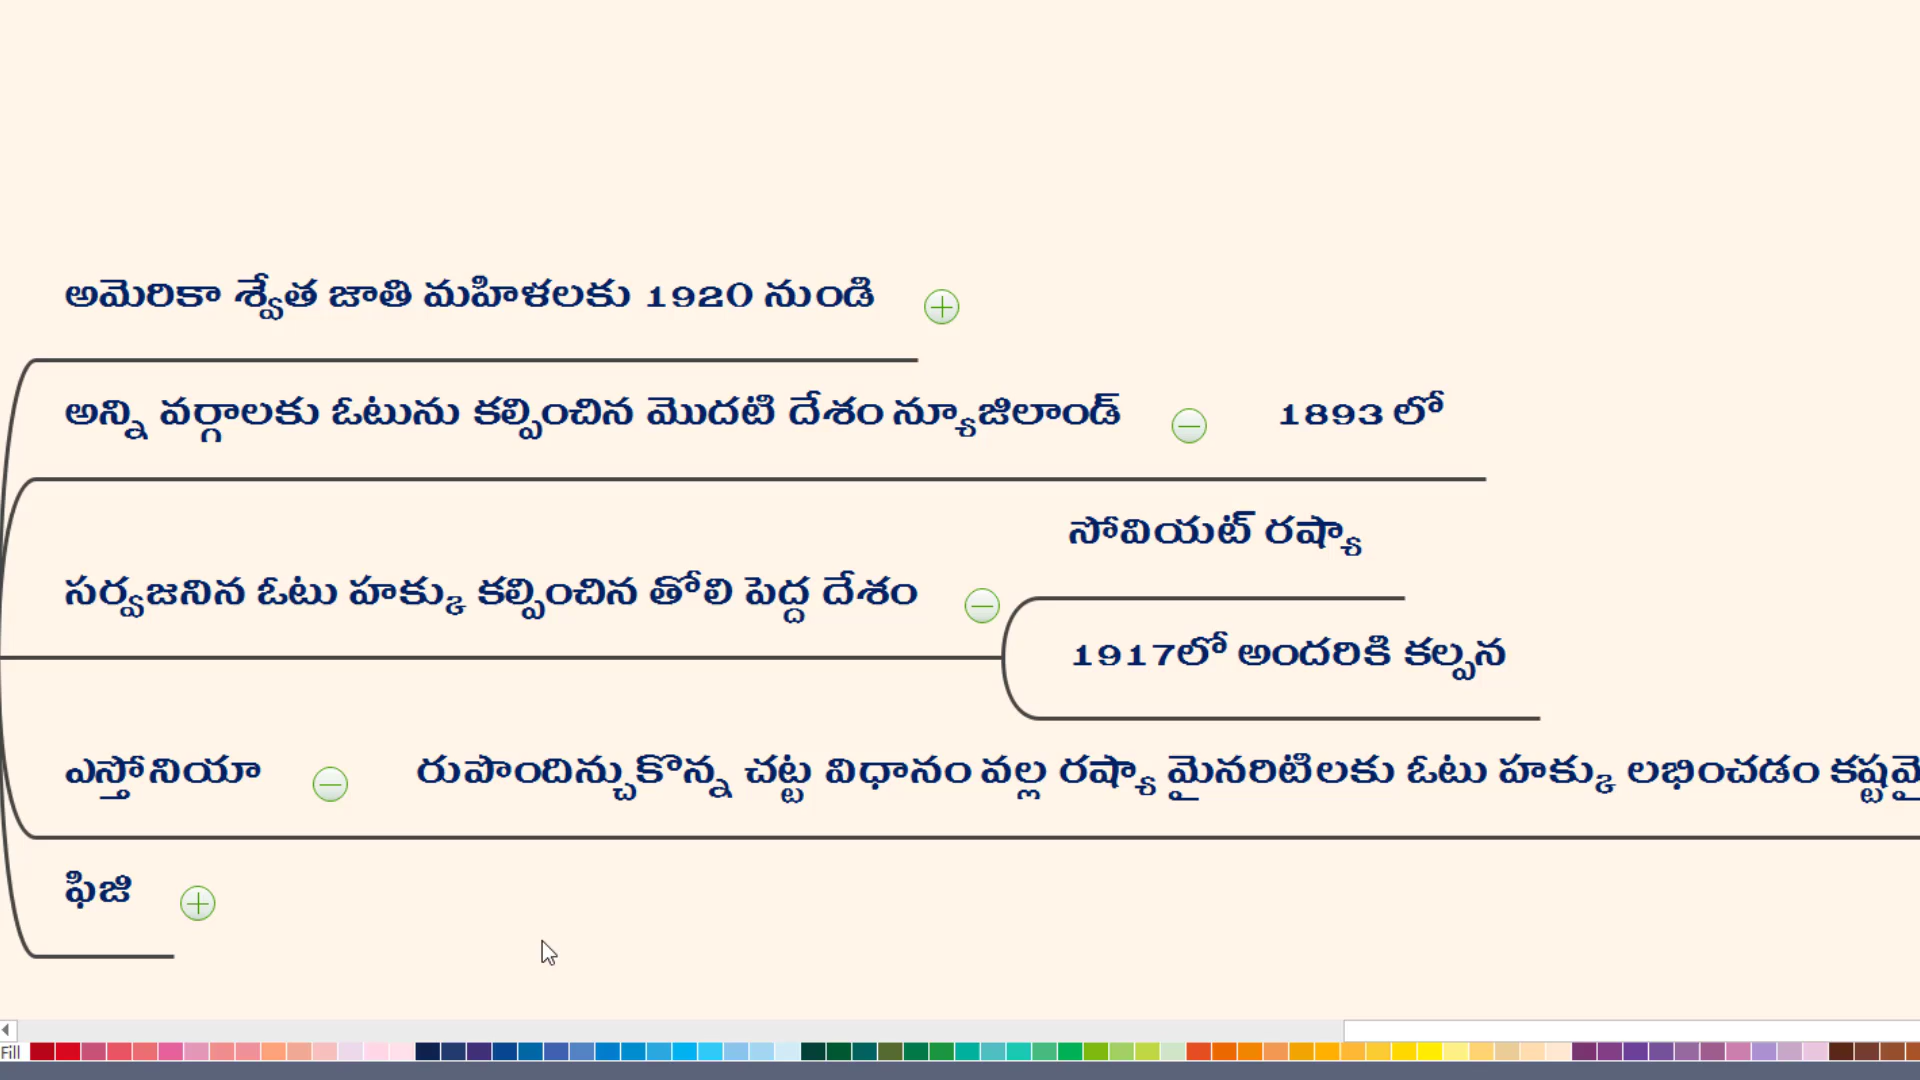 అమెరికా శ్వేత జాతి మహిళలకు 1920 నుండి
అన్ని వర్గాలకు ఓటును కల్పించిన మొదటి దేశం న్యూజిలాండ్ 1893 లో
సోవియట్ రష్యా
సర్వజనిన ఓటు హక్కు కల్పించిన తోలి పెద్ద దేశం
1917లో అందరికి కల్పన
ఎస్తోనియా రుపొందిన్చుకొన్న చట్ట విధానం వల్ల రష్యా మైనరిటిలకు ఓటు హక్కు లభించడం
ఫిజి
Fill